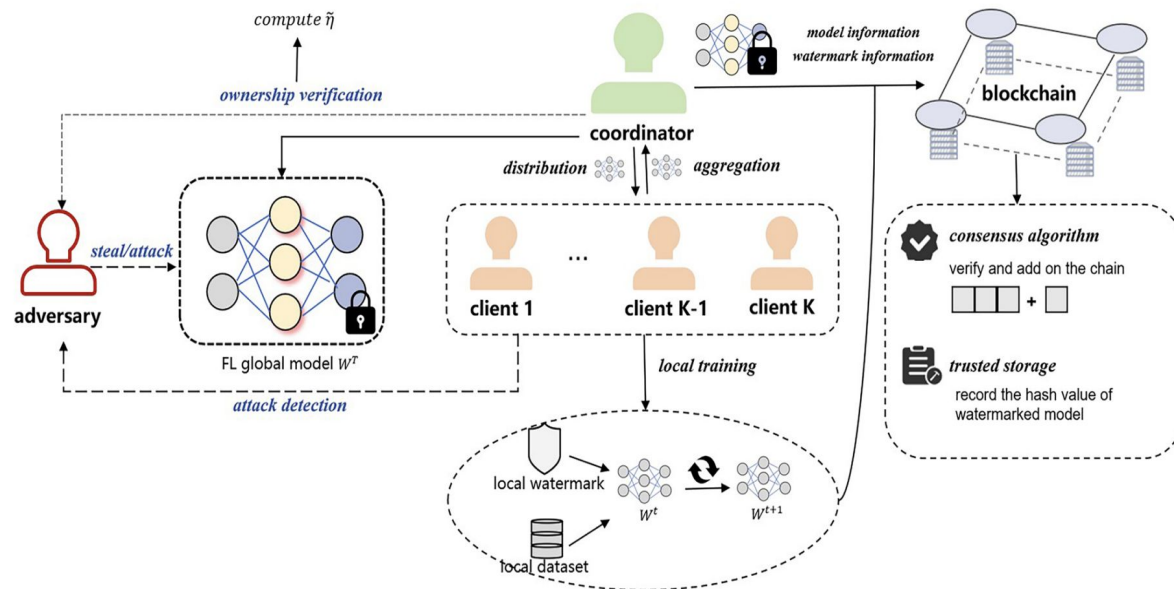 compute η̃
model information
watermark information
ownership verification
blockchain
coordinator
distribution
aggregation
steal/attack
...
consensus algorithm
verify and add on the chain
+
client 1
client K-1
client K
adversary
FL global model W^T
local training
trusted storage
record the hash value of
watermarked model
attack detection
local watermark
W^t
W^{t+1}
local dataset